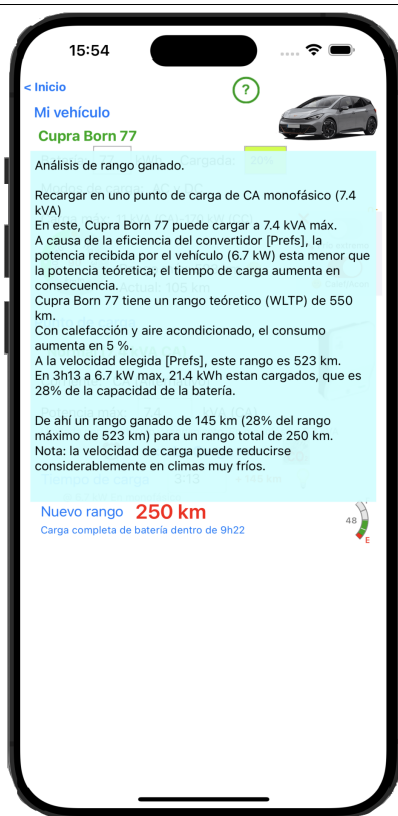 15:54
< Inicio
?
Mi vehículo
Cupra Born 77
Análisis de rango ganado.
Recargar en uno punto de carga de CA monofásico (7.4
kVA)
En este, Cupra Born 77 puede cargar a 7.4 kVA máx.
A causa de la eficiencia del convertidor [Prefs], la
potencia recibida por el vehículo (6.7 kW) esta menor que
la potencia teóretica; el tiempo de carga aumenta en
consecuencia.
Cupra Born 77 tiene un rango teóretico (WLTP) de 550
km.
Con calefacción y aire acondicionado, el consumo
aumenta en 5 %.
A la velocidad elegida [Prefs], este rango es 523 km.
En 3h13 a 6.7 kW max, 21.4 kWh estan cargados, que es
28% de la capacidad de la batería.
De ahí un rango ganado de 145 km (28% del rango
máximo de 523 km) para un rango total de 250 km.
Nota: la velocidad de carga puede reducirse
considerablemente en climas muy fríos.
Nuevo rango 250 km
Carga completa de batería dentro de 9h22
48
E